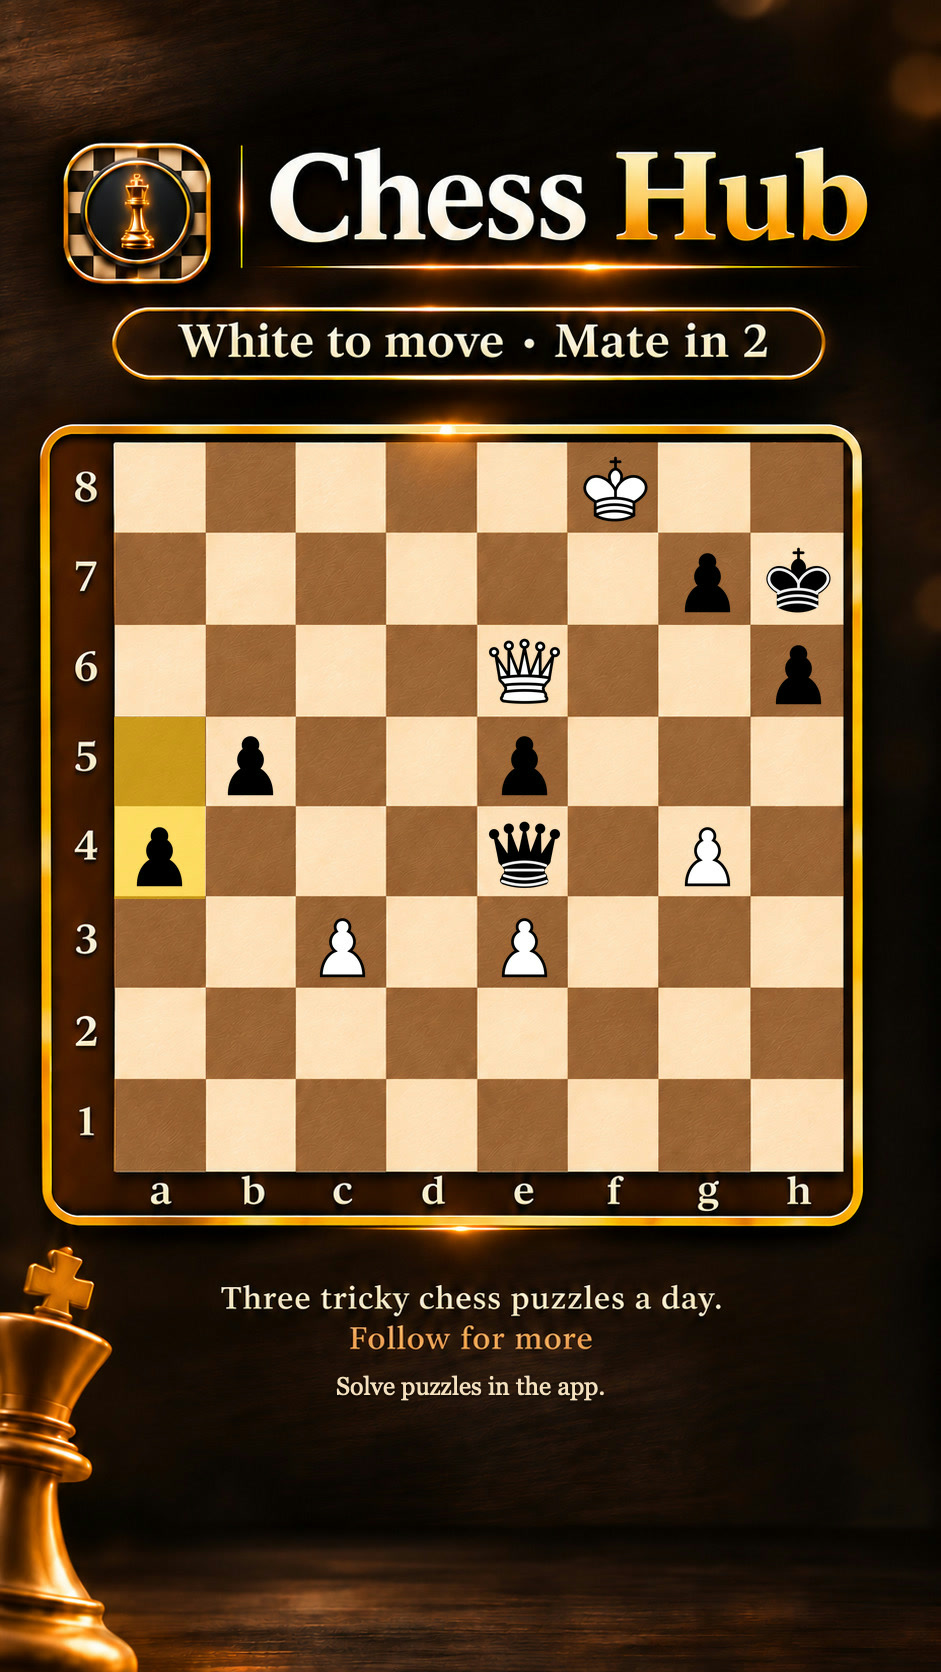 Chess Hub
White to move • Mate in 2
8
7
6
5
4
3
2
1
a b c d e f g h
Three tricky chess puzzles a day.
Follow for more
Solve puzzles in the app.